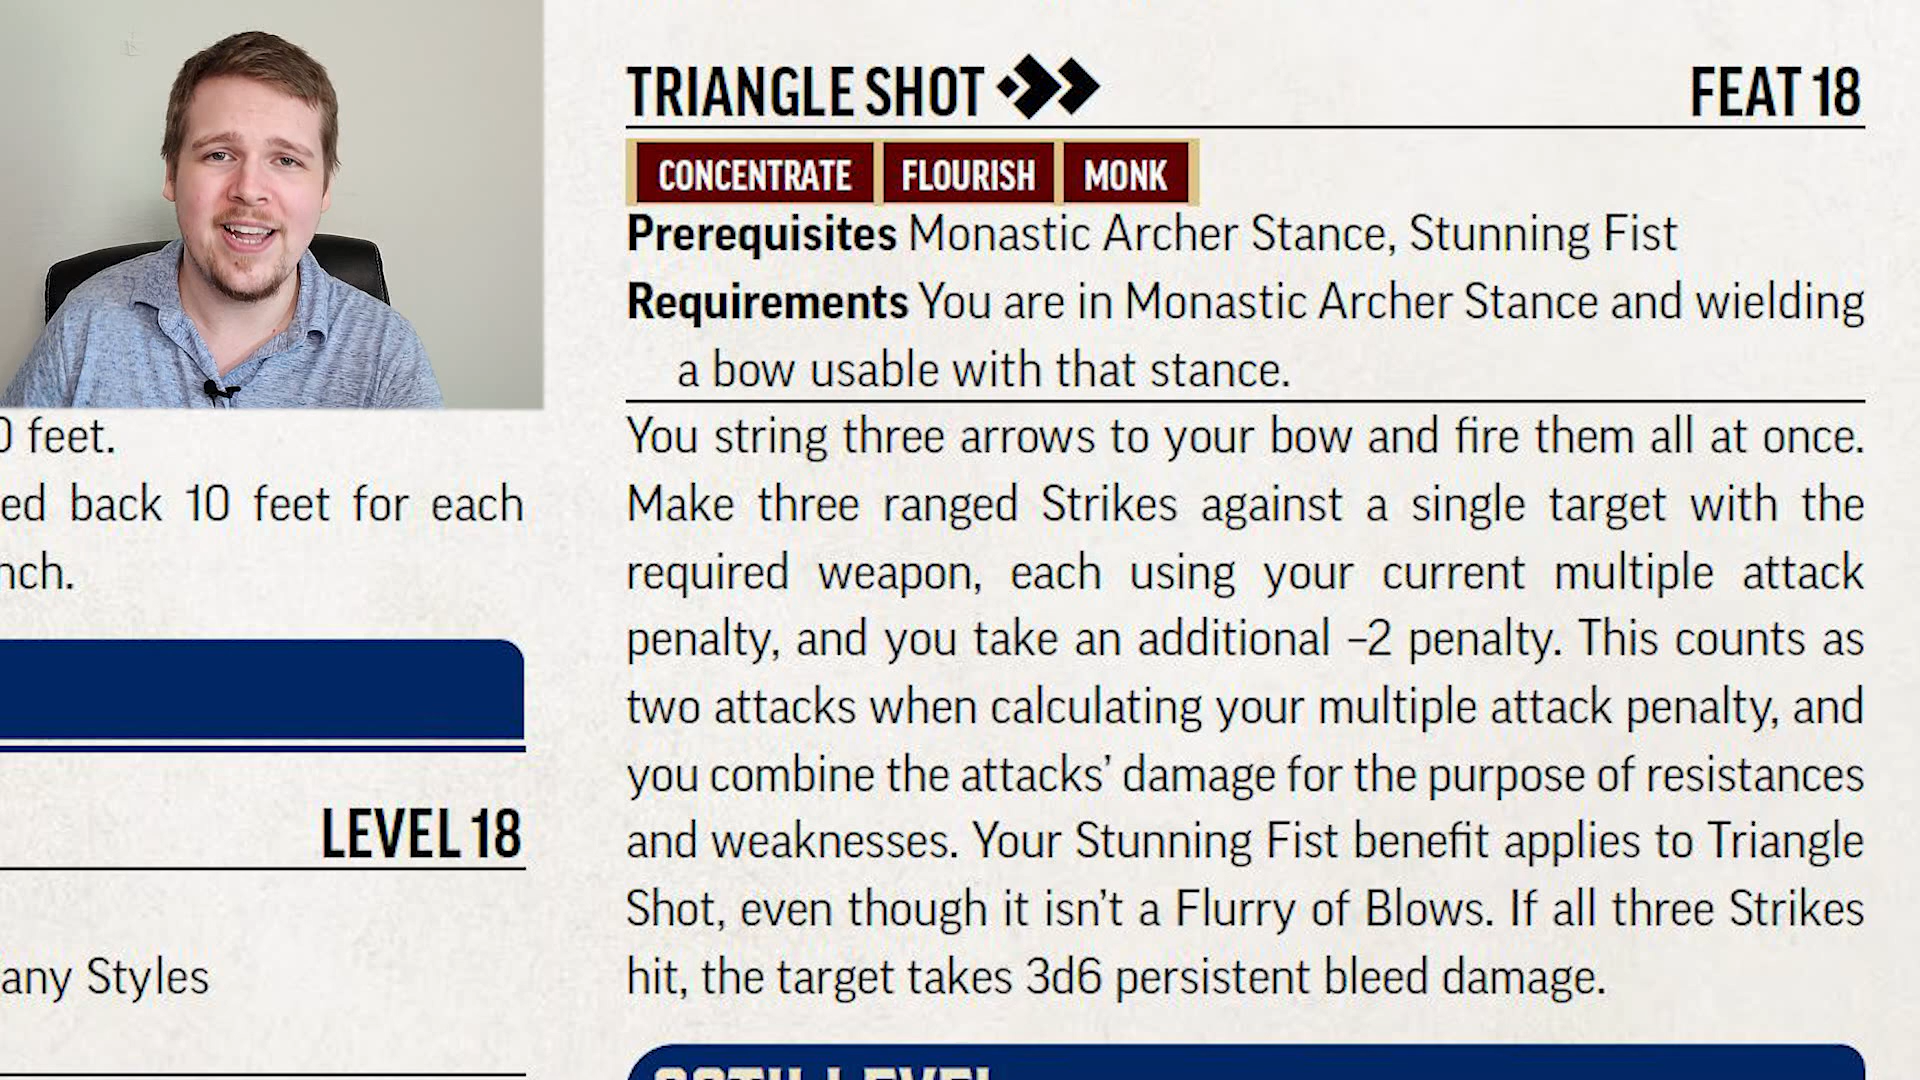 0 feet.
ed back 10 feet for each
nch.
LEVEL 18
any Styles
TRIANGLE SHOT
FEAT 18
CONCENTRATE FLOURISH MONK
Prerequisites Monastic Archer Stance, Stunning Fist
Requirements You are in Monastic Archer Stance and wielding
a bow usable with that stance.
You string three arrows to your bow and fire them all at once.
Make three ranged Strikes against a single target with the
required weapon, each using your current multiple attack
penalty, and you take an additional –2 penalty. This counts as
two attacks when calculating your multiple attack penalty, and
you combine the attacks’ damage for the purpose of resistances
and weaknesses. Your Stunning Fist benefit applies to Triangle
Shot, even though it isn’t a Flurry of Blows. If all three Strikes
hit, the target takes 3d6 persistent bleed damage.
20TH LEVEL